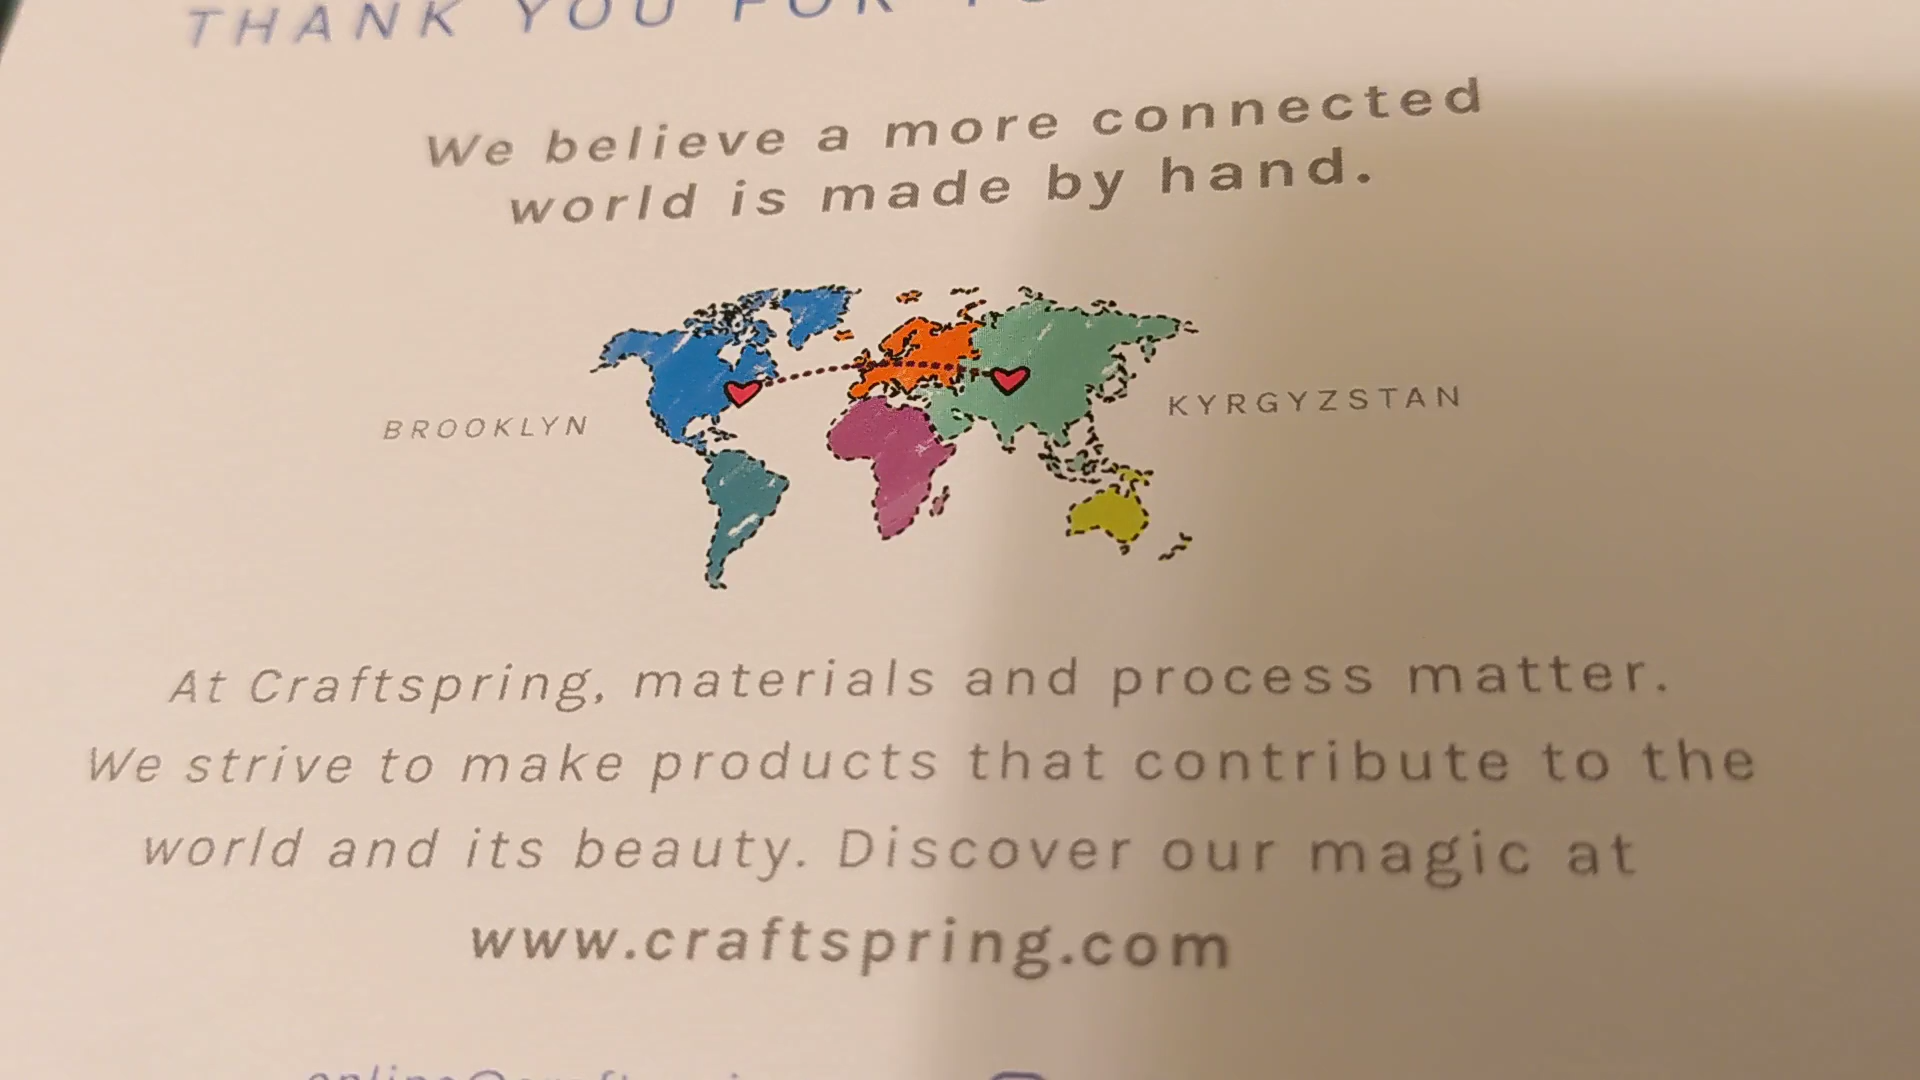 THANK YOU FOR
We believe a more connected
world is made by hand.
BROOKLYN
KYRGYZSTAN
At Craftspring, materials and process matter.
We strive to make products that contribute to the
world and its beauty. Discover our magic at
www.craftspring.com